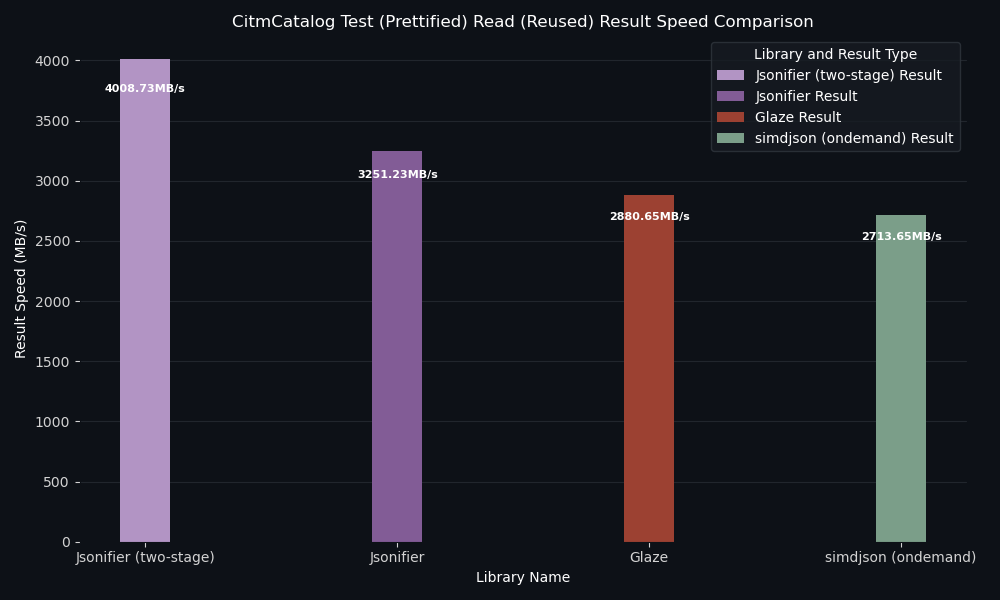 CitmCatalog Test (Prettified) Read (Reused) Result Speed Comparison
Library and Result Type
Jsonifier (two-stage) Result
Jsonifier Result
Glaze Result
simdjson (ondemand) Result
Result Speed (MB/s)
4000
3500
3000
2500
2000
1500
1000
500
0
4008.73MB/s
3251.23MB/s
2880.65MB/s
2713.65MB/s
Jsonifier (two-stage)
Jsonifier
Glaze
simdjson (ondemand)
Library Name